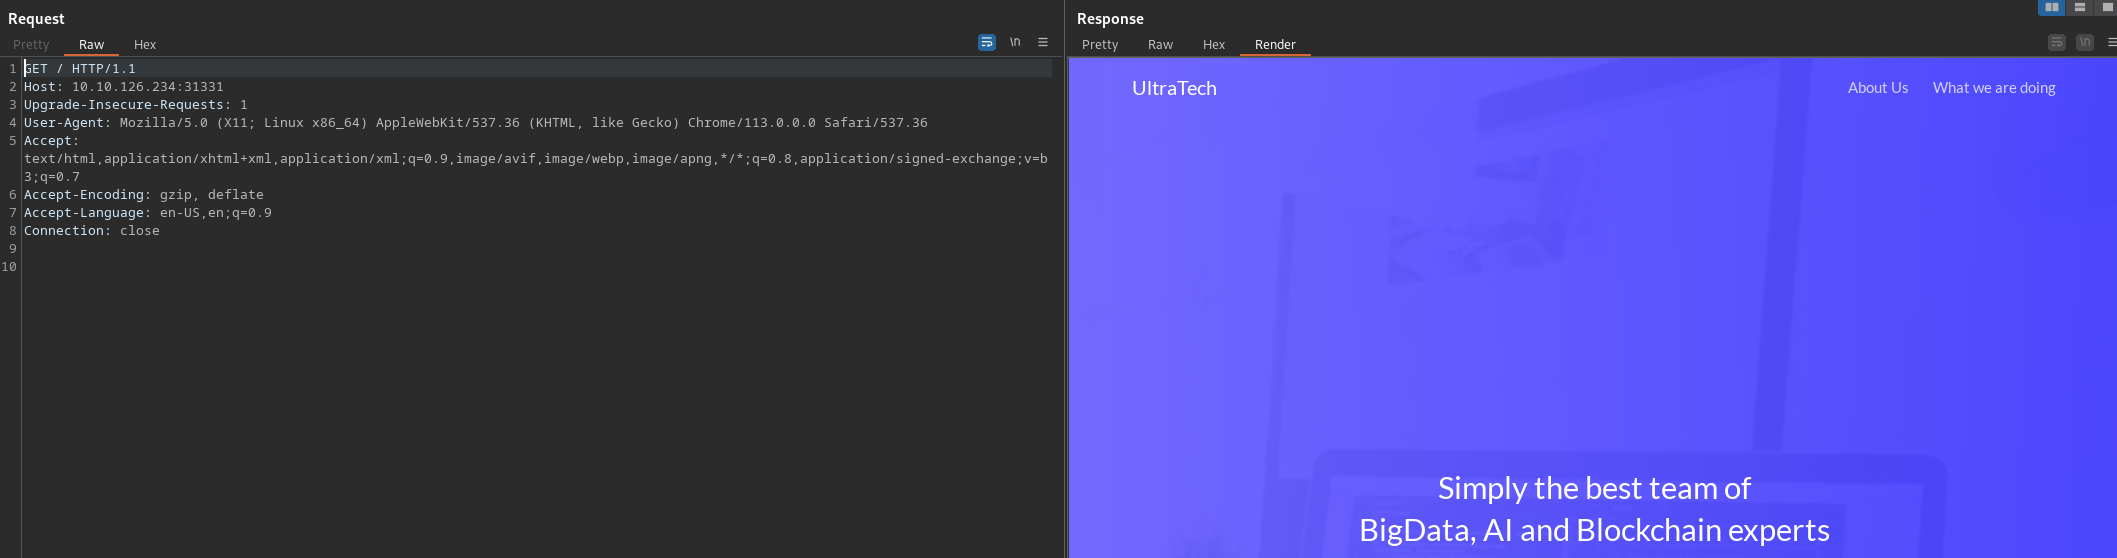 Request
Pretty Raw Hex
\n
1 GET / HTTP/1.1
2 Host: 10.10.126.234:31331
3 Upgrade-Insecure-Requests: 1
4 User-Agent: Mozilla/5.0 (X11; Linux x86_64) AppleWebKit/537.36 (KHTML, like Gecko) Chrome/113.0.0.0 Safari/537.36
5 Accept:
text/html,application/xhtml+xml,application/xml;q=0.9,image/avif,image/webp,image/apng,*/*;q=0.8,application/signed-exchange;v=b
3;q=0.7
6 Accept-Encoding: gzip, deflate
7 Accept-Language: en-US,en;q=0.9
8 Connection: close
9
10
Response
Pretty Raw Hex Render
\n
UltraTech About Us What we are doing
Simply the best team of
BigData, AI and Blockchain experts